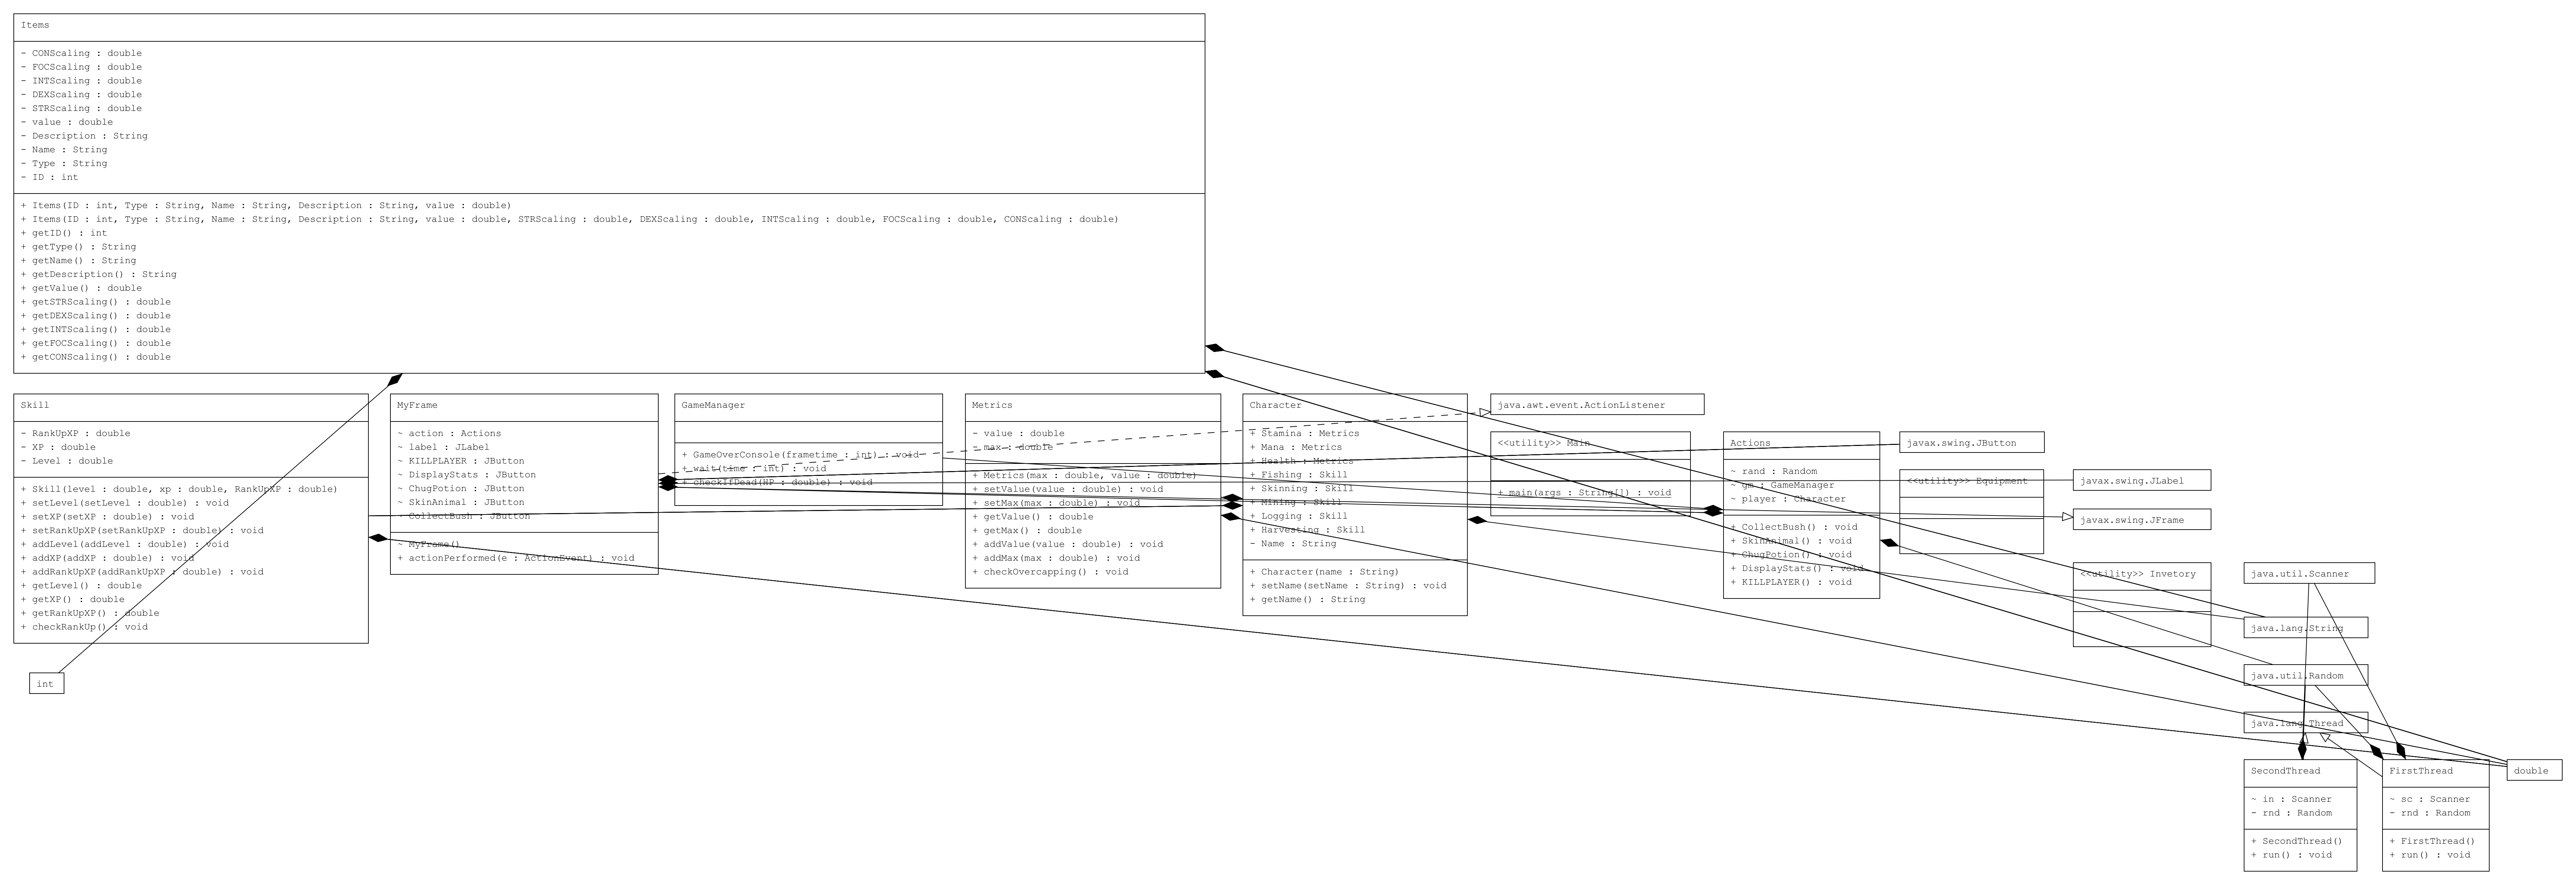 Items
- CONScaling : double
- FOCScaling : double
- INTScaling : double
- DEXScaling : double
- STRScaling : double
- value : double
- Description : String
- Name : String
- Type : String
- ID : int
+ Items(ID : int, Type : String, Name : String, Description : String, value : double)
+ Items(ID : int, Type : String, Name : String, Description : String, value : double, STRScaling : double, DEXScaling : double, INTScaling : double, FOCScaling : double, CONScaling : double)
+ getID() : int
+ getType() : String
+ getName() : String
+ getDescription() : String
+ getValue() : double
+ getSTRScaling() : double
+ getDEXScaling() : double
+ getINTScaling() : double
+ getFOCScaling() : double
+ getCONScaling() : double
Skill
- RankUpXP : double
- XP : double
- Level : double
+ Skill(level : double, xp : double, RankUpXP : double)
+ setLevel(setLevel : double) : void
+ setXP(setXP : double) : void
+ setRankUpXP(setRankUpXP : double) : void
+ addLevel(addLevel : double) : void
+ addXP(addXP : double) : void
+ addRankUpXP(addRankUpXP : double) : void
+ getLevel() : double
+ getXP() : double
+ getRankUpXP() : double
+ checkRankUp() : void
MyFrame
~ action : Actions
~ label : JLabel
~ KILLPLAYER : JButton
~ DisplayStats : JButton
~ ChugPotion : JButton
~ SkinAnimal : JButton
~ CollectBush : JButton
~ MyFrame()
+ actionPerformed(e : ActionEvent) : void
GameManager
+ GameOverConsole(frametime : int) : void
+ wait(time : int) : void
+ checkIfDead(HP : double) : void
Metrics
- value : double
- max : double
+ Metrics(max : double, value : double)
+ setValue(value : double) : void
+ setMax(max : double) : void
+ getValue() : double
+ getMax() : double
+ addValue(value : double) : void
+ addMax(max : double) : void
+ checkOvercapping() : void
Character
+ Stamina : Metrics
+ Mana : Metrics
+ Health : Metrics
+ Fishing : Skill
+ Skinning : Skill
+ Mining : Skill
+ Logging : Skill
+ Harvesting : Skill
- Name : String
+ Character(name : String)
+ setName(setName : String) : void
+ getName() : String
java.awt.event.ActionListener
<<utility>> Main
+ main(args : String[]) : void
Actions
~ rand : Random
~ gm : GameManager
~ player : Character
+ CollectBush() : void
+ SkinAnimal() : void
+ ChugPotion() : void
+ DisplayStats() : void
+ KILLPLAYER() : void
javax.swing.JButton
<<utility>> Equipment
javax.swing.JLabel
javax.swing.JFrame
<<utility>> Invetory
java.util.Scanner
java.lang.String
java.util.Random
java.lang.Thread
int
SecondThread
~ in : Scanner
- rnd : Random
+ SecondThread()
+ run() : void
FirstThread
~ sc : Scanner
- rnd : Random
+ FirstThread()
+ run() : void
double